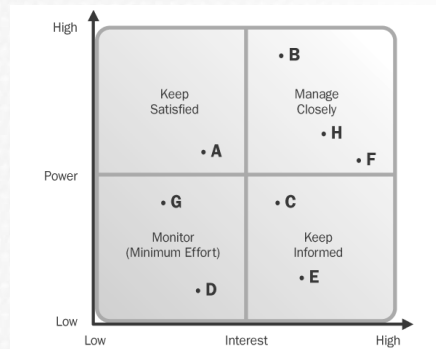 High
B
Keep
Satisfied
Manage
Closely
H
A
F
Power
G
C
Monitor
(Minimum Effort)
Keep
Informed
E
D
Low
Low
Interest
High